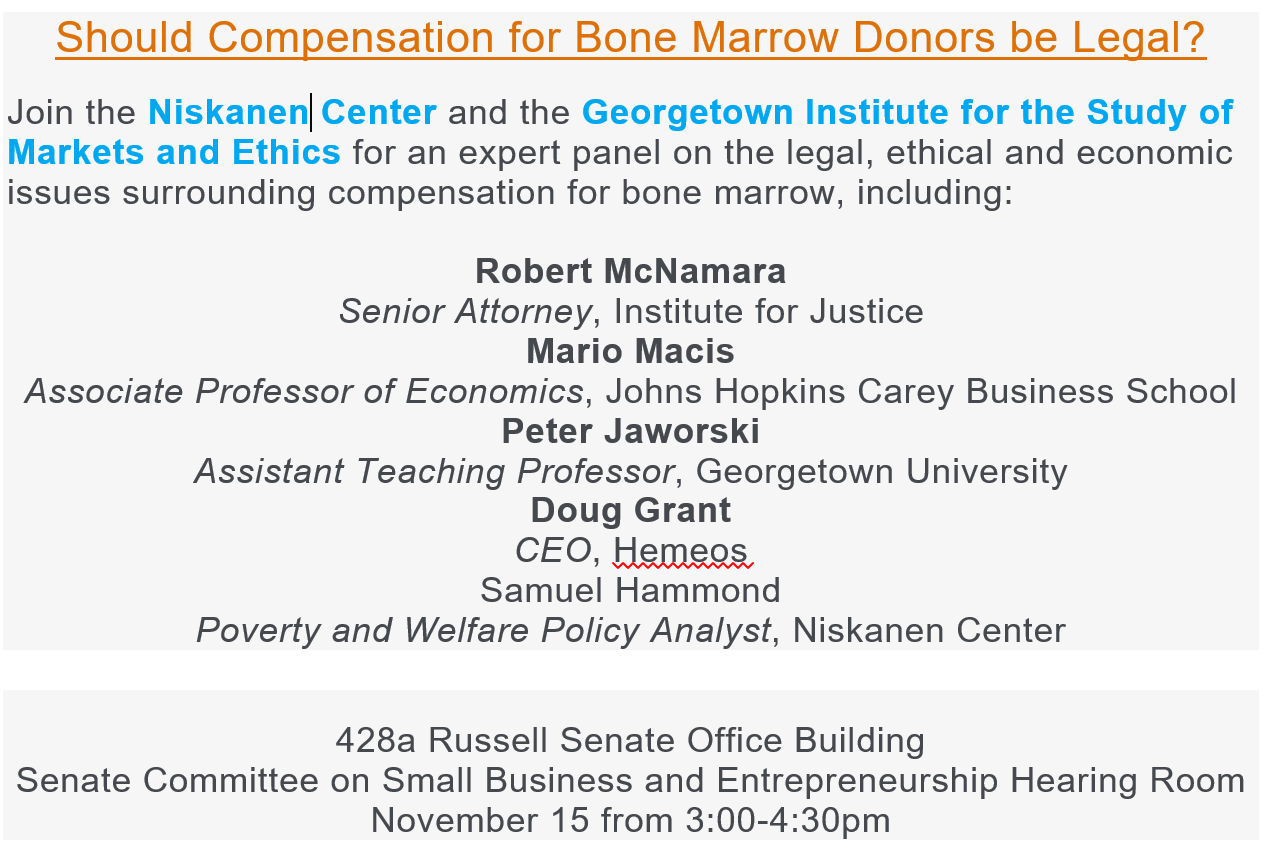 Should Compensation for Bone Marrow Donors be Legal?
Join the Niskanen Center and the Georgetown Institute for the Study of
Markets and Ethics for an expert panel on the legal, ethical and economic
issues surrounding compensation for bone marrow, including:
Robert McNamara
Senior Attorney, Institute for Justice
Mario Macis
Associate Professor of Economics, Johns Hopkins Carey Business School
Peter Jaworski
Assistant Teaching Professor, Georgetown University
Doug Grant
CEO, Hemeos
Samuel Hammond
Poverty and Welfare Policy Analyst, Niskanen Center
428a Russell Senate Office Building
Senate Committee on Small Business and Entrepreneurship Hearing Room
November 15 from 3:00-4:30pm